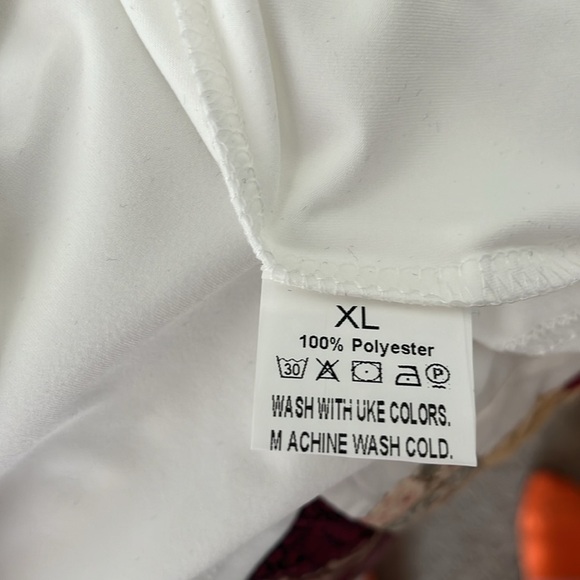 XL
100% Polyester
30 P
WASH WITH UKE COLORS.
M ACHINE WASH COLD.